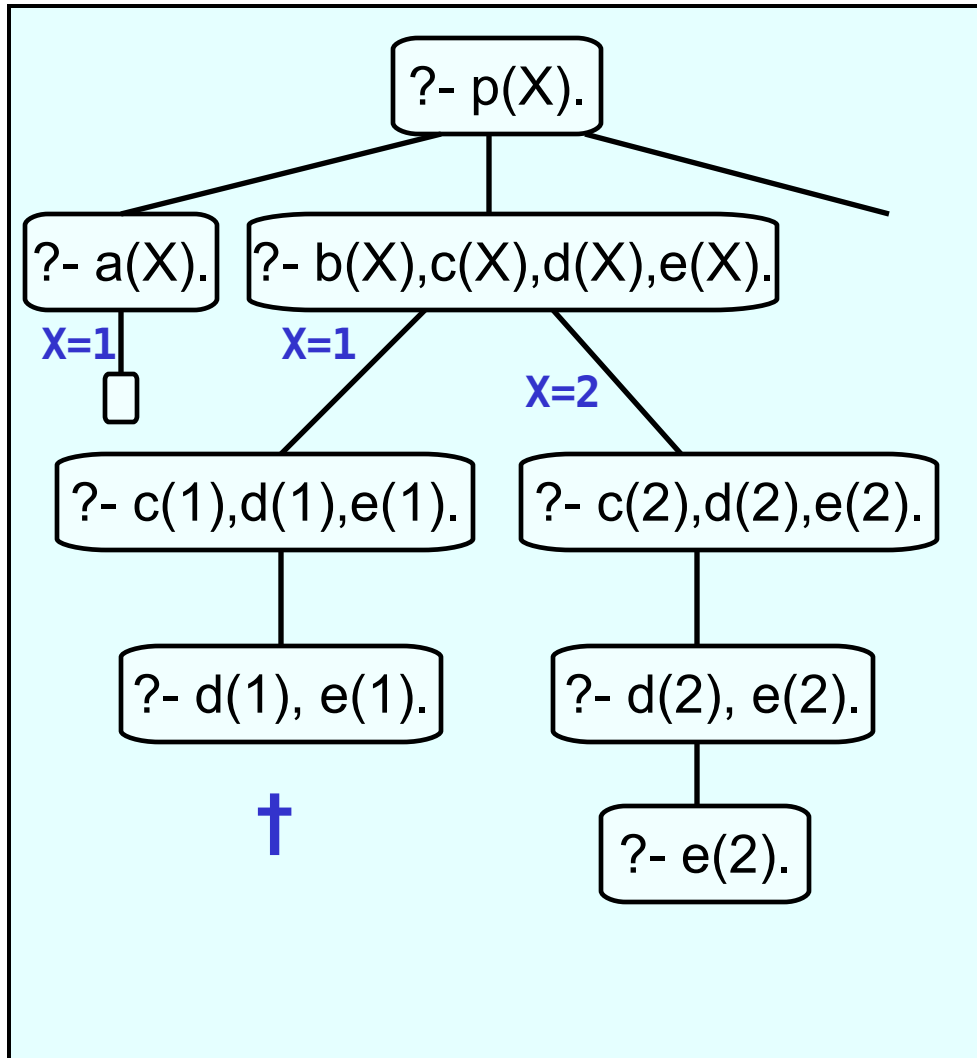 ?- p(X).
?- a(X).
?- b(X),c(X),d(X),e(X).
X=1
X=1
X=2
?- c(1),d(1),e(1).
?- c(2),d(2),e(2).
?- d(1), e(1).
?- d(2), e(2).
†
?- e(2).